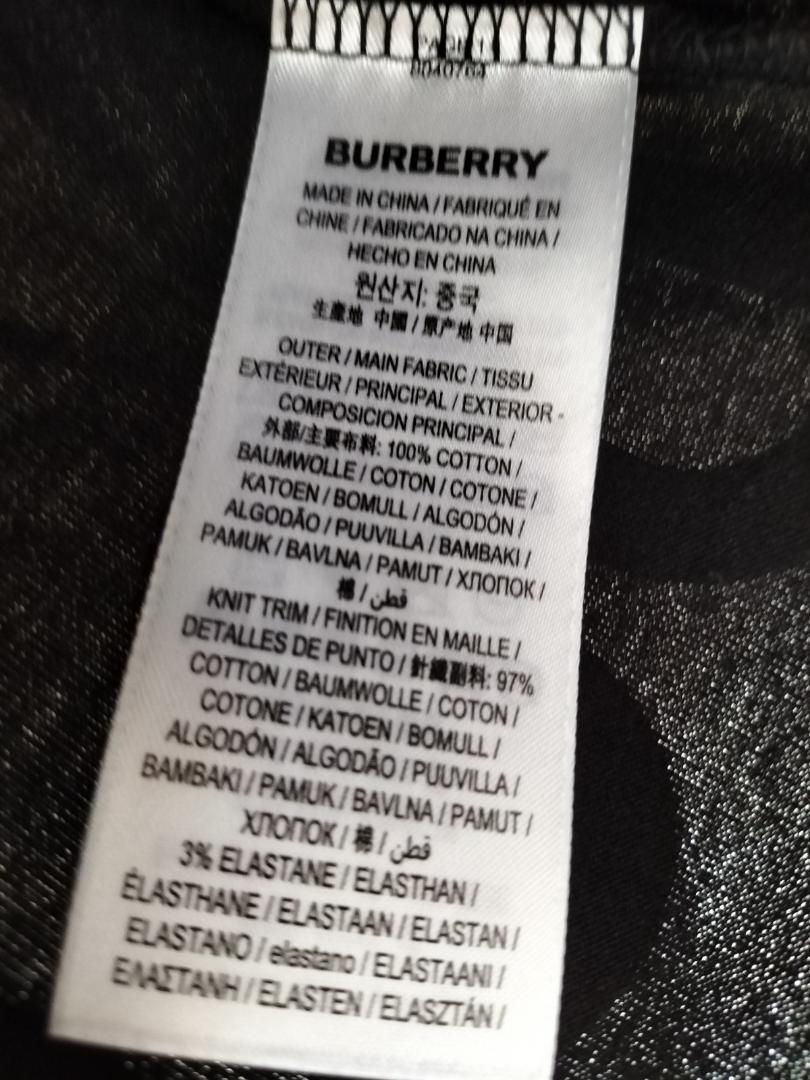 8040764
BURBERRY
MADE IN CHINA / FABRIQUÉ EN
CHINE / FABRICADO NA CHINA /
HECHO EN CHINA
원산지: 중국
生產地 中國 / 原产地 中国
OUTER / MAIN FABRIC / TISSU
EXTÉRIEUR / PRINCIPAL / EXTERIOR -
COMPOSICION PRINCIPAL /
外部/主要布料: 100% COTTON /
BAUMWOLLE / COTON / COTONE /
KATOEN / BOMULL / ALGODÓN /
ALGODÃO / PUUVILLA / BAMBAKI /
PAMUK / BAVLNA / PAMUT / ХЛОПОК /
棉 / قطن
KNIT TRIM / FINITION EN MAILLE /
DETALLES DE PUNTO / 針織副料: 97%
COTTON / BAUMWOLLE / COTON /
COTONE / KATOEN / BOMULL /
ALGODÓN / ALGODÃO / PUUVILLA /
BAMBAKI / PAMUK / BAVLNA / PAMUT /
ХЛОПОК / 棉 / قطن
3% ELASTANE / ELASTHAN /
ÉLASTHANE / ELASTAAN / ELASTAN /
ELASTANO / elastano / ELASTAANI /
ΕΛΑΣΤΑΝΗ / ELASTEN / ELASZTÁN /